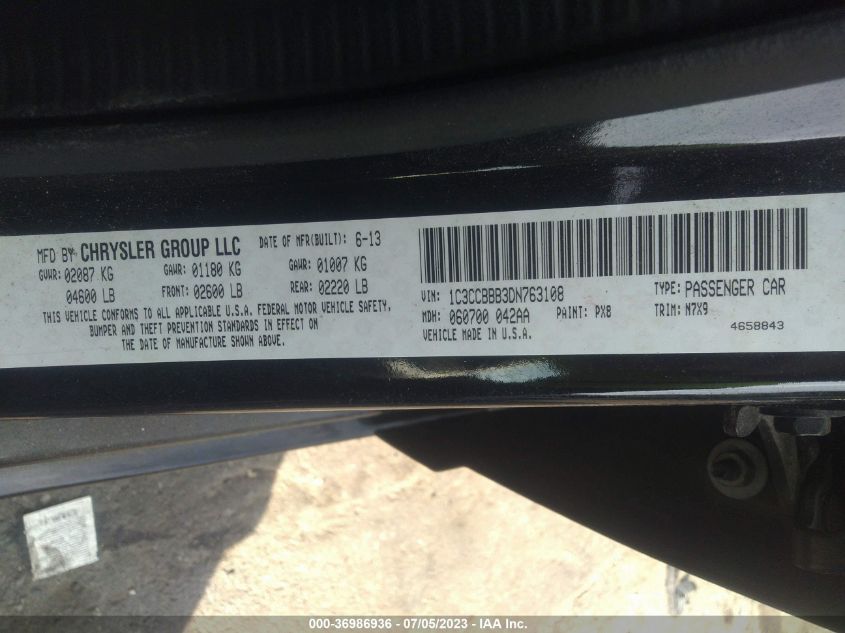 MFD BY CHRYSLER GROUP LLC DATE OF MFR(BUILT): 6-13
GVWR: 02087 KG GAWR: 01180 KG GAWR: 01007 KG
04600 LB FRONT: 02600 LB REAR: 02220 LB
THIS VEHICLE CONFORMS TO ALL APPLICABLE U.S.A. FEDERAL MOTOR VEHICLE SAFETY,
BUMPER AND THEFT PREVENTION STANDARDS IN EFFECT ON
THE DATE OF MANUFACTURE SHOWN ABOVE.
VIN: 1C3CCBBB3DN763108 TYPE: PASSENGER CAR
MDH: 060700 042AA PAINT: PX8 TRIM: N7X9
VEHICLE MADE IN U.S.A. 4658843
000-36986936 - 07/05/2023 - IAA Inc.